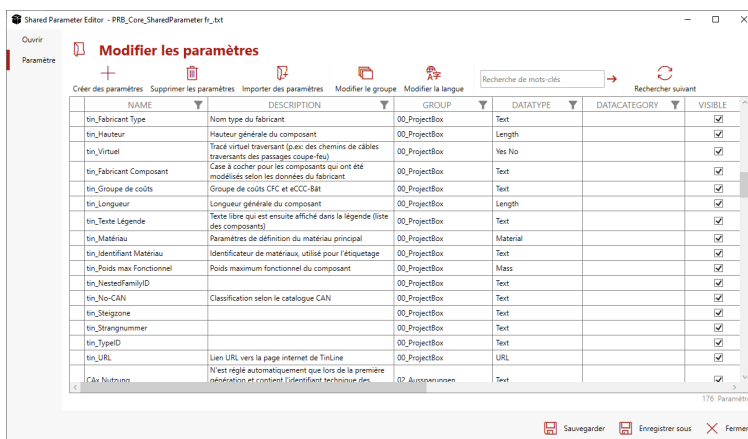 Shared Parameter Editor - PRB_Core_SharedParameter fr_.txt
Ouvrir
Paramètre
Modifier les paramètres
Créer des paramètres Supprimer les paramètres Importer des paramètres Modifier le groupe Modifier la langue Recherche de mots-clés Rechercher suivant
NAME DESCRIPTION GROUP DATATYPE DATACATEGORY VISIBLE
tin_Fabricant Type Nom type du fabricant 00_ProjectBox Text
tin_Hauteur Hauteur générale du composant 00_ProjectBox Length
tin_Virtuel Tracé virtuel traversant (p.ex: des chemins de câbles traversants des passages coupe-feu) 00_ProjectBox Yes No
tin_Fabricant Composant Case à cocher pour les composants qui ont été modélisés selon les données du fabricant 00_ProjectBox Text
tin_Groupe de coûts Groupe de coûts CFC et eCCC-Bât 00_ProjectBox Text
tin_Longueur Longueur générale du composant 00_ProjectBox Length
tin_Texte Légende Texte libre qui est ensuite affiché dans la légende (liste des composants) 00_ProjectBox Text
tin_Matériau Paramètres de définition du matériau principal 00_ProjectBox Material
tin_Identifiant Matériau Identificateur de matériaux, utilisé pour l'étiquetage 00_ProjectBox Text
tin_Poids max Fonctionnel Poids maximum fonctionnel du composant 00_ProjectBox Mass
tin_NestedFamilyID 00_ProjectBox Text
tin_No-CAN Classification selon le catalogue CAN 00_ProjectBox Text
tin_Steigzone 00_ProjectBox Text
tin_Strangnummer 00_ProjectBox Text
tin_TypeID 00_ProjectBox Text
tin_URL Lien URL vers la page internet de TinLine 00_ProjectBox URL
CAx Nutzung N'est réglé automatiquement que lors de la première génération et contient l'identifiant technique des 02_Aussparungen Text
176 Paramètre
Sauvegarder Enregistrer sous Fermer